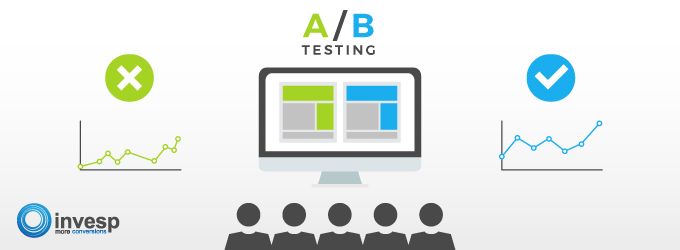 A/B
TESTING
invesp
more conversions